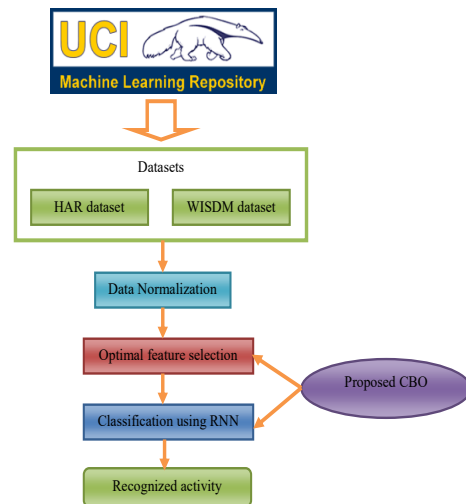 UCI
Machine Learning Repository
Datasets
HAR dataset
WISDM dataset
Data Normalization
Optimal feature selection
Proposed CBO
Classification using RNN
Recognized activity